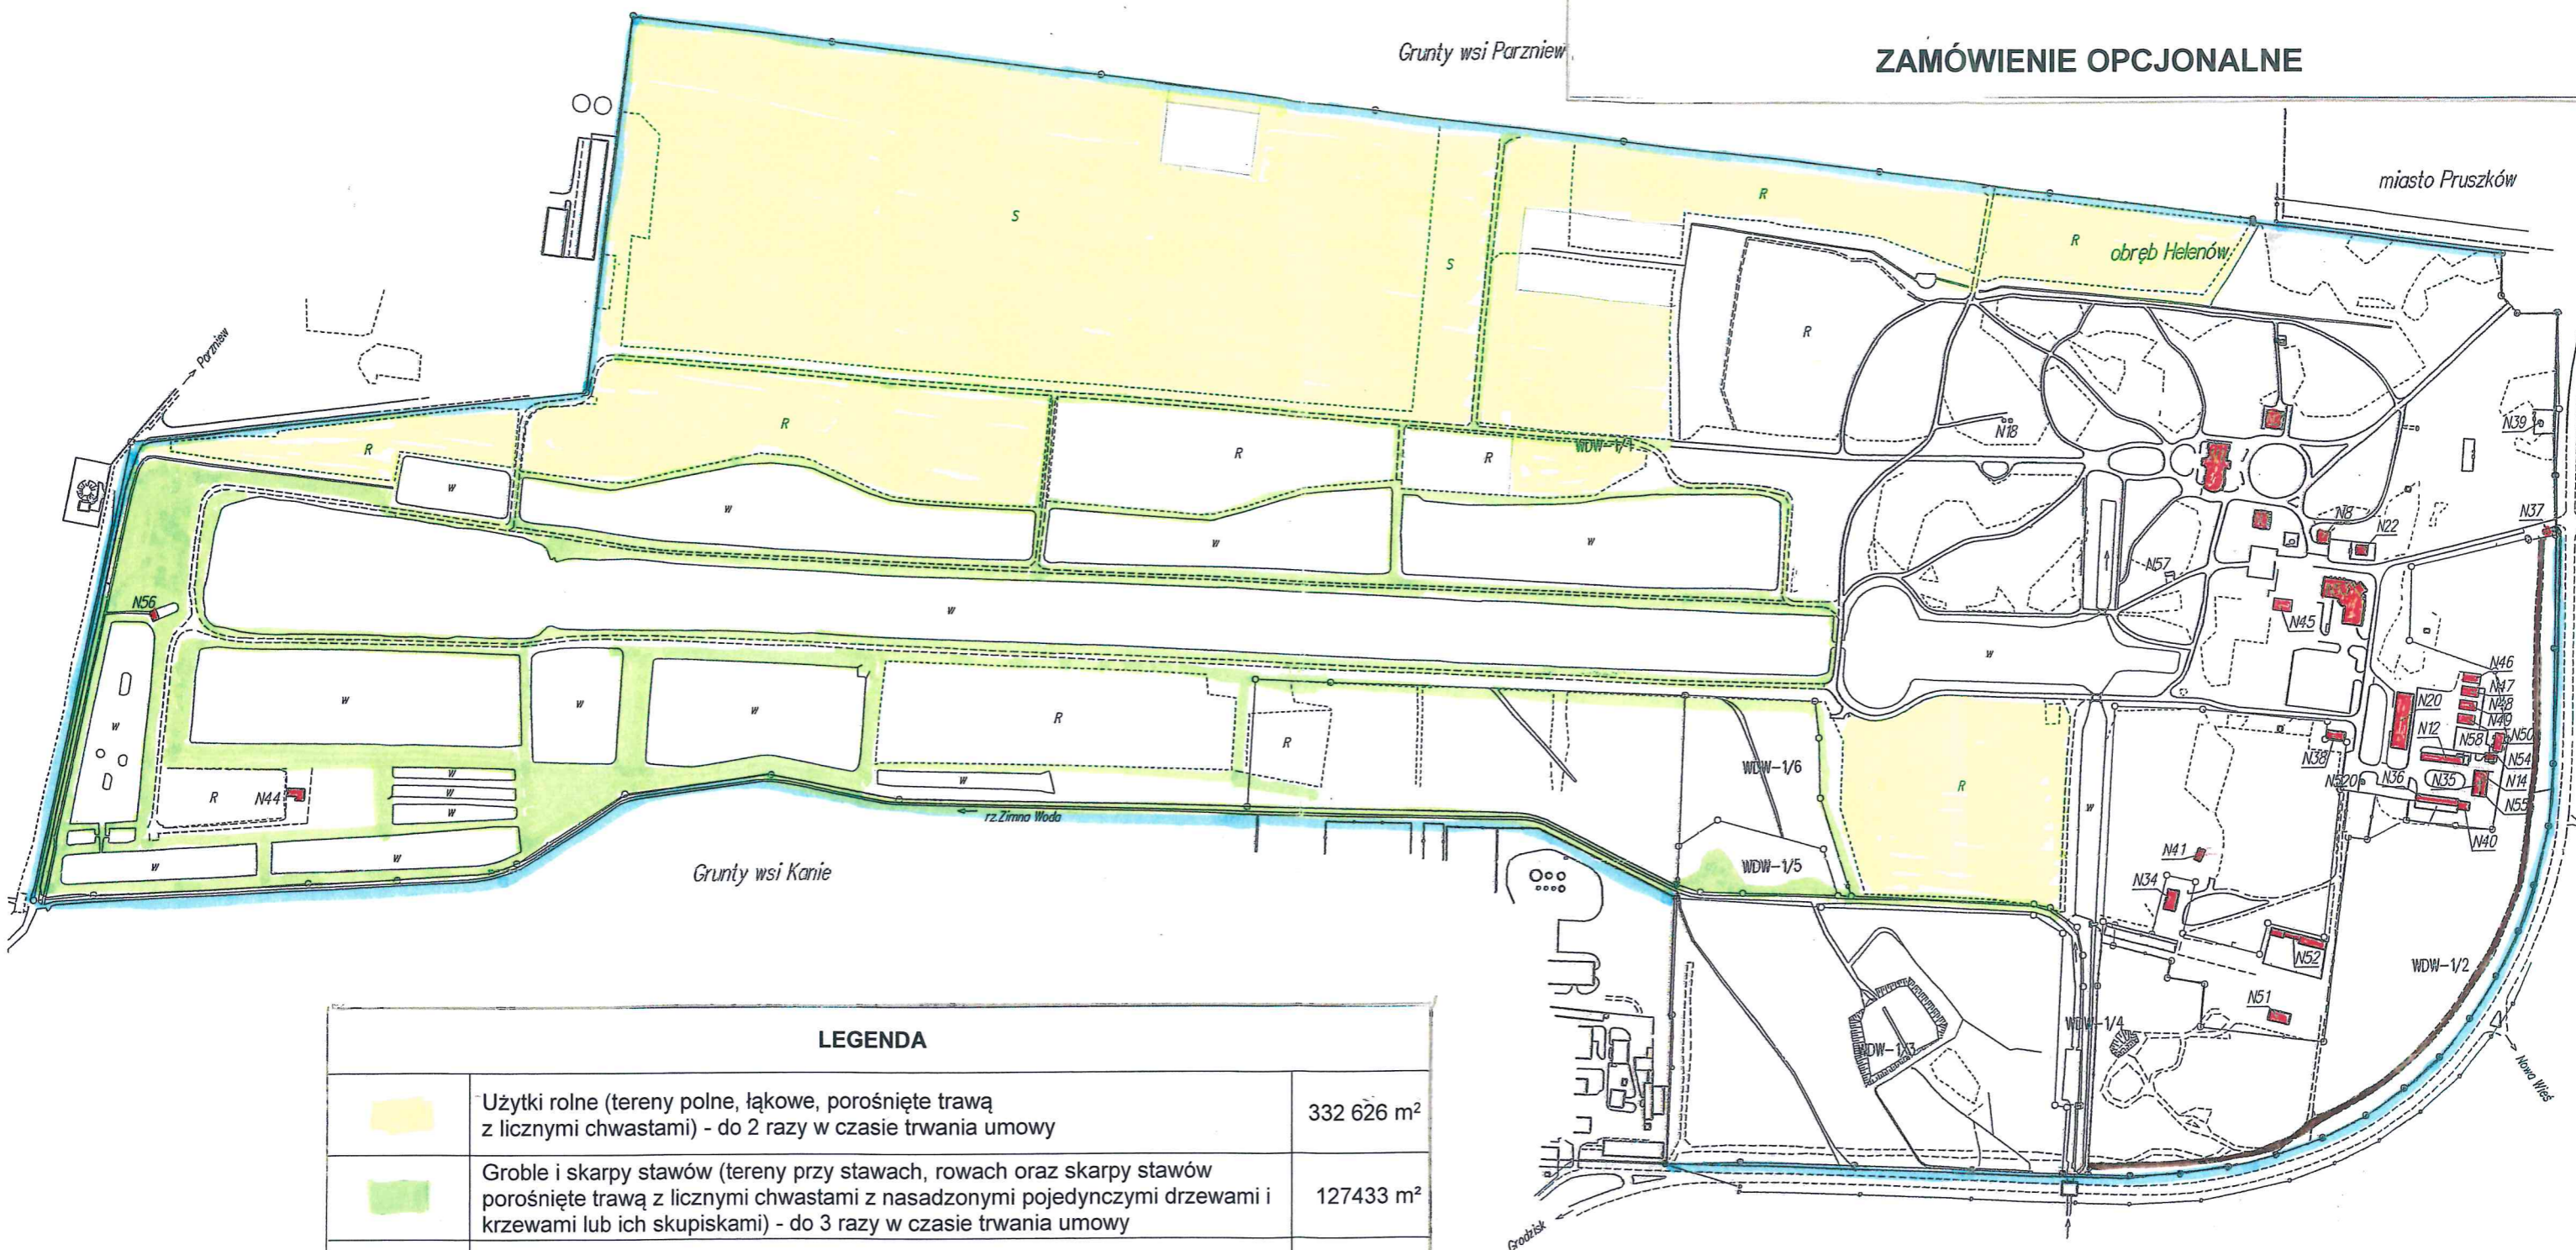 ZAMÓWIENIE OPCJONALNE
Grunty wsi Parzniew
miasto Pruszków
obręb Helenów
S
S
R
R
R
R
R
R
R
Parzniew
WDW-1/1
N18
N39
N37
N8
N22
N57
N45
W
W
W
W
W
W
N56
W
W
W
W
R
R
R
N44
W
W
W
W
W
W
W
rz.Zimna Woda
Grunty wsi Kanie
WDW-1/6
WDW-1/5
R
N46
N47
N48
N49
N20
N12
N58
N50
N54
N38
N520
N36
N35
N14
N55
N40
N41
N34
N52
N51
WDW-1/2
WDW-1/4
WDW-1/3
Nowa Wieś
Grodzisk
LEGENDA
Użytki rolne (tereny polne, łąkowe, porośnięte trawą
z licznymi chwastami) - do 2 razy w czasie trwania umowy
332 626 m²
Groble i skarpy stawów (tereny przy stawach, rowach oraz skarpy stawów
porośnięte trawą z licznymi chwastami z nasadzonymi pojedynczymi drzewami i
krzewami lub ich skupiskami) - do 3 razy w czasie trwania umowy
127433 m²